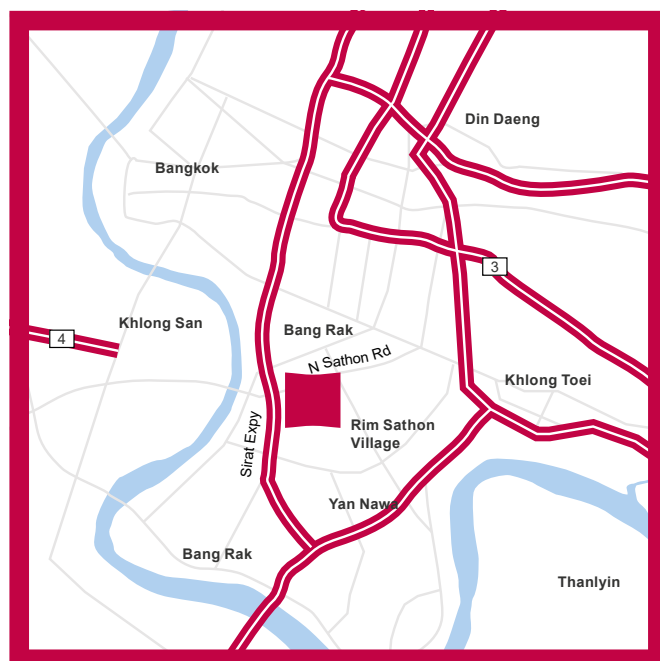 Din Daeng
Bangkok
3
Khlong San
4
Bang Rak
N Sathon Rd
Khlong Toei
Sirat Expy
Rim Sathon
Village
Yan Nawa
Bang Rak
Thanlyin